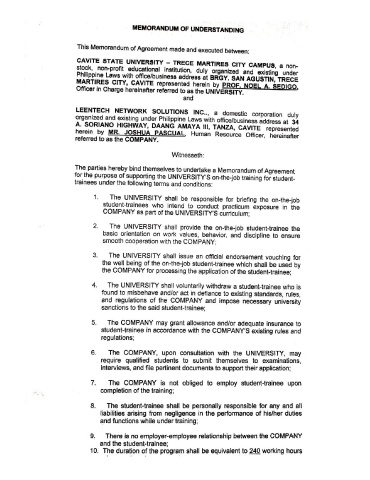 MEMORANDUM OF UNDERSTANDING
This Memorandum of Agreement made and executed between:
CAVITE STATE UNIVERSITY – TRECE MARTIRES CITY CAMPUS, a non-
stock, non-profit educational institution, duly organized and existing under
Philippine Laws with office/business address at BRGY. SAN AGUSTIN, TRECE
MARTIRES CITY, CAVITE represented herein by PROF. NOEL A. SEDIGO,
Officer in Charge hereinafter referred to as the UNIVERSITY.
and
LEENTECH NETWORK SOLUTIONS INC.., a domestic corporation duly
organized and existing under Philippine Laws with office/business address at 34
A. SORIANO HIGHWAY, DAANG AMAYA III, TANZA, CAVITE represented
herein by MR. JOSHUA PASCUAL, Human Resource Officer, hereinafter
referred to as the COMPANY.
Witnesseth:
The parties hereby bind themselves to undertake a Memorandum of Agreement
for the purpose of supporting the UNIVERSITY'S on-the-job training for student-
trainees under the following terms and conditions:
1. The UNIVERSITY shall be responsible for briefing the on-the-job
student-trainees who intend to conduct practicum exposure in the
COMPANY as part of the UNIVERSITY'S curriculum;
2. The UNIVERSITY shall provide the on-the-job student-trainee the
basic orientation on work values, behavior, and discipline to ensure
smooth cooperation with the COMPANY;
3. The UNIVERSITY shall issue an official endorsement vouching for
the well being of the on-the-job student-trainee which shall be used by
the COMPANY for processing the application of the student-trainee;
4. The UNIVERSITY shall voluntarily withdraw a student-trainee who is
found to misbehave and/or act in defiance to existing standards, rules,
and regulations of the COMPANY and impose necessary university
sanctions to the said student-trainee;
5. The COMPANY may grant allowance and/or adequate insurance to
student-trainee in accordance with the COMPANY'S existing rules and
regulations;
6. The COMPANY, upon consultation with the UNIVERSITY, may
require qualified students to submit themselves to examinations,
interviews, and file pertinent documents to support their application;
7. The COMPANY is not obliged to employ student-trainee upon
completion of the training;
8. The student-trainee shall be personally responsible for any and all
liabilities arising from negligence in the performance of his/her duties
and functions while under training;
9. There is no employer-employee relationship between the COMPANY
and the student-trainee;
10. The duration of the program shall be equivalent to 240 working hours